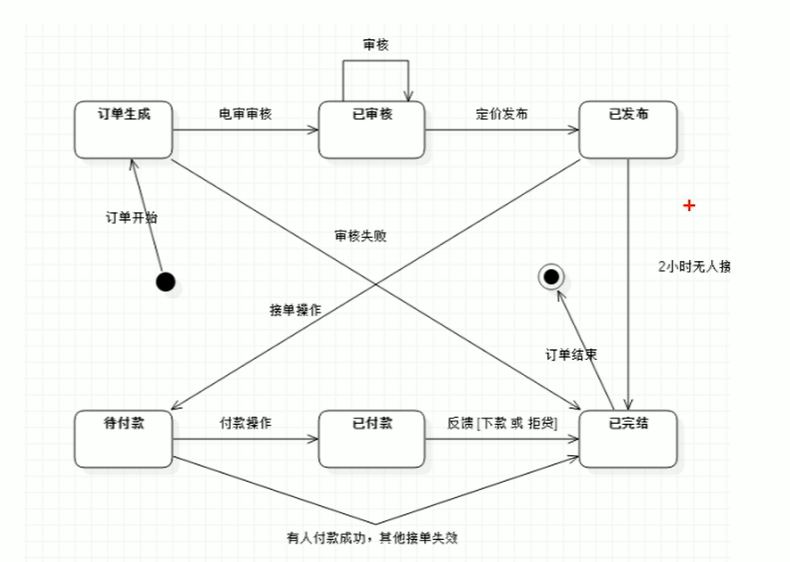 审核
订单生成
电审审核
已审核
定价发布
已发布
订单开始
审核失败
2小时无人接
接单操作
订单结束
待付款
付款操作
已付款
反馈 [下款 或 拒贷]
已完结
有人付款成功，其他接单失效